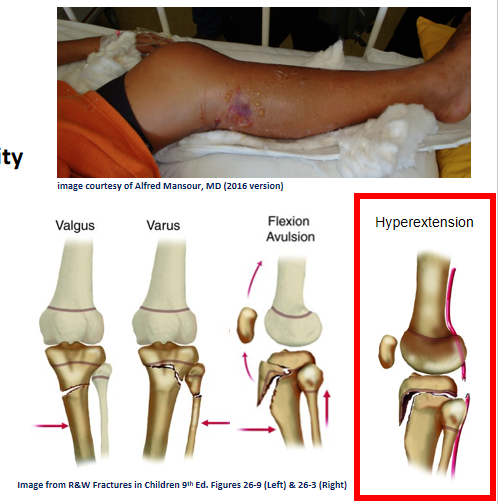 ity
image courtesy of Alfred Mansour, MD (2016 version)
Valgus
Varus
Flexion
Avulsion
Hyperextension
Image from R&W Fractures in Children 9th Ed. Figures 26-9 (Left) & 26-3 (Right)